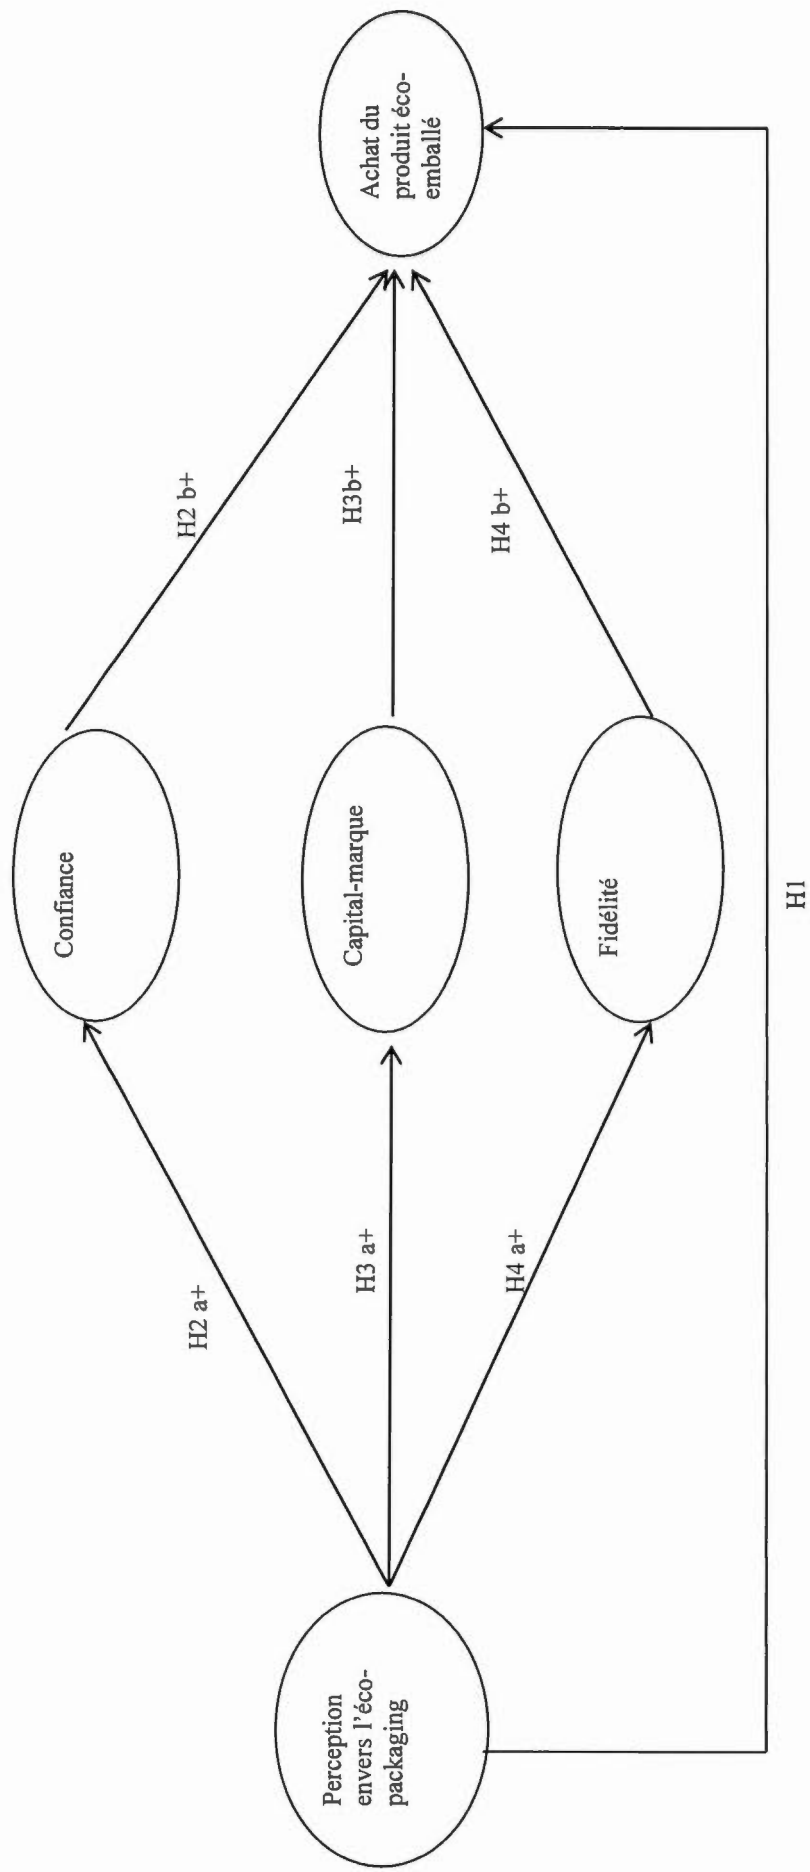 Perception
envers l'éco-
packaging
H2 a+
H3 a+
H4 a+
Confiance
Capital-marque
Fidélité
H2 b+
H3b+
H4 b+
Achat du
produit éco-
emballé
H1